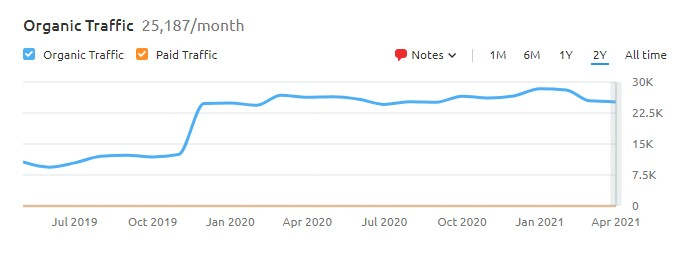 Organic Traffic 25,187/month
Organic Traffic Paid Traffic Notes 1M 6M 1Y 2Y All time
30K
22.5K
15K
7.5K
0
Jul 2019 Oct 2019 Jan 2020 Apr 2020 Jul 2020 Oct 2020 Jan 2021 Apr 2021